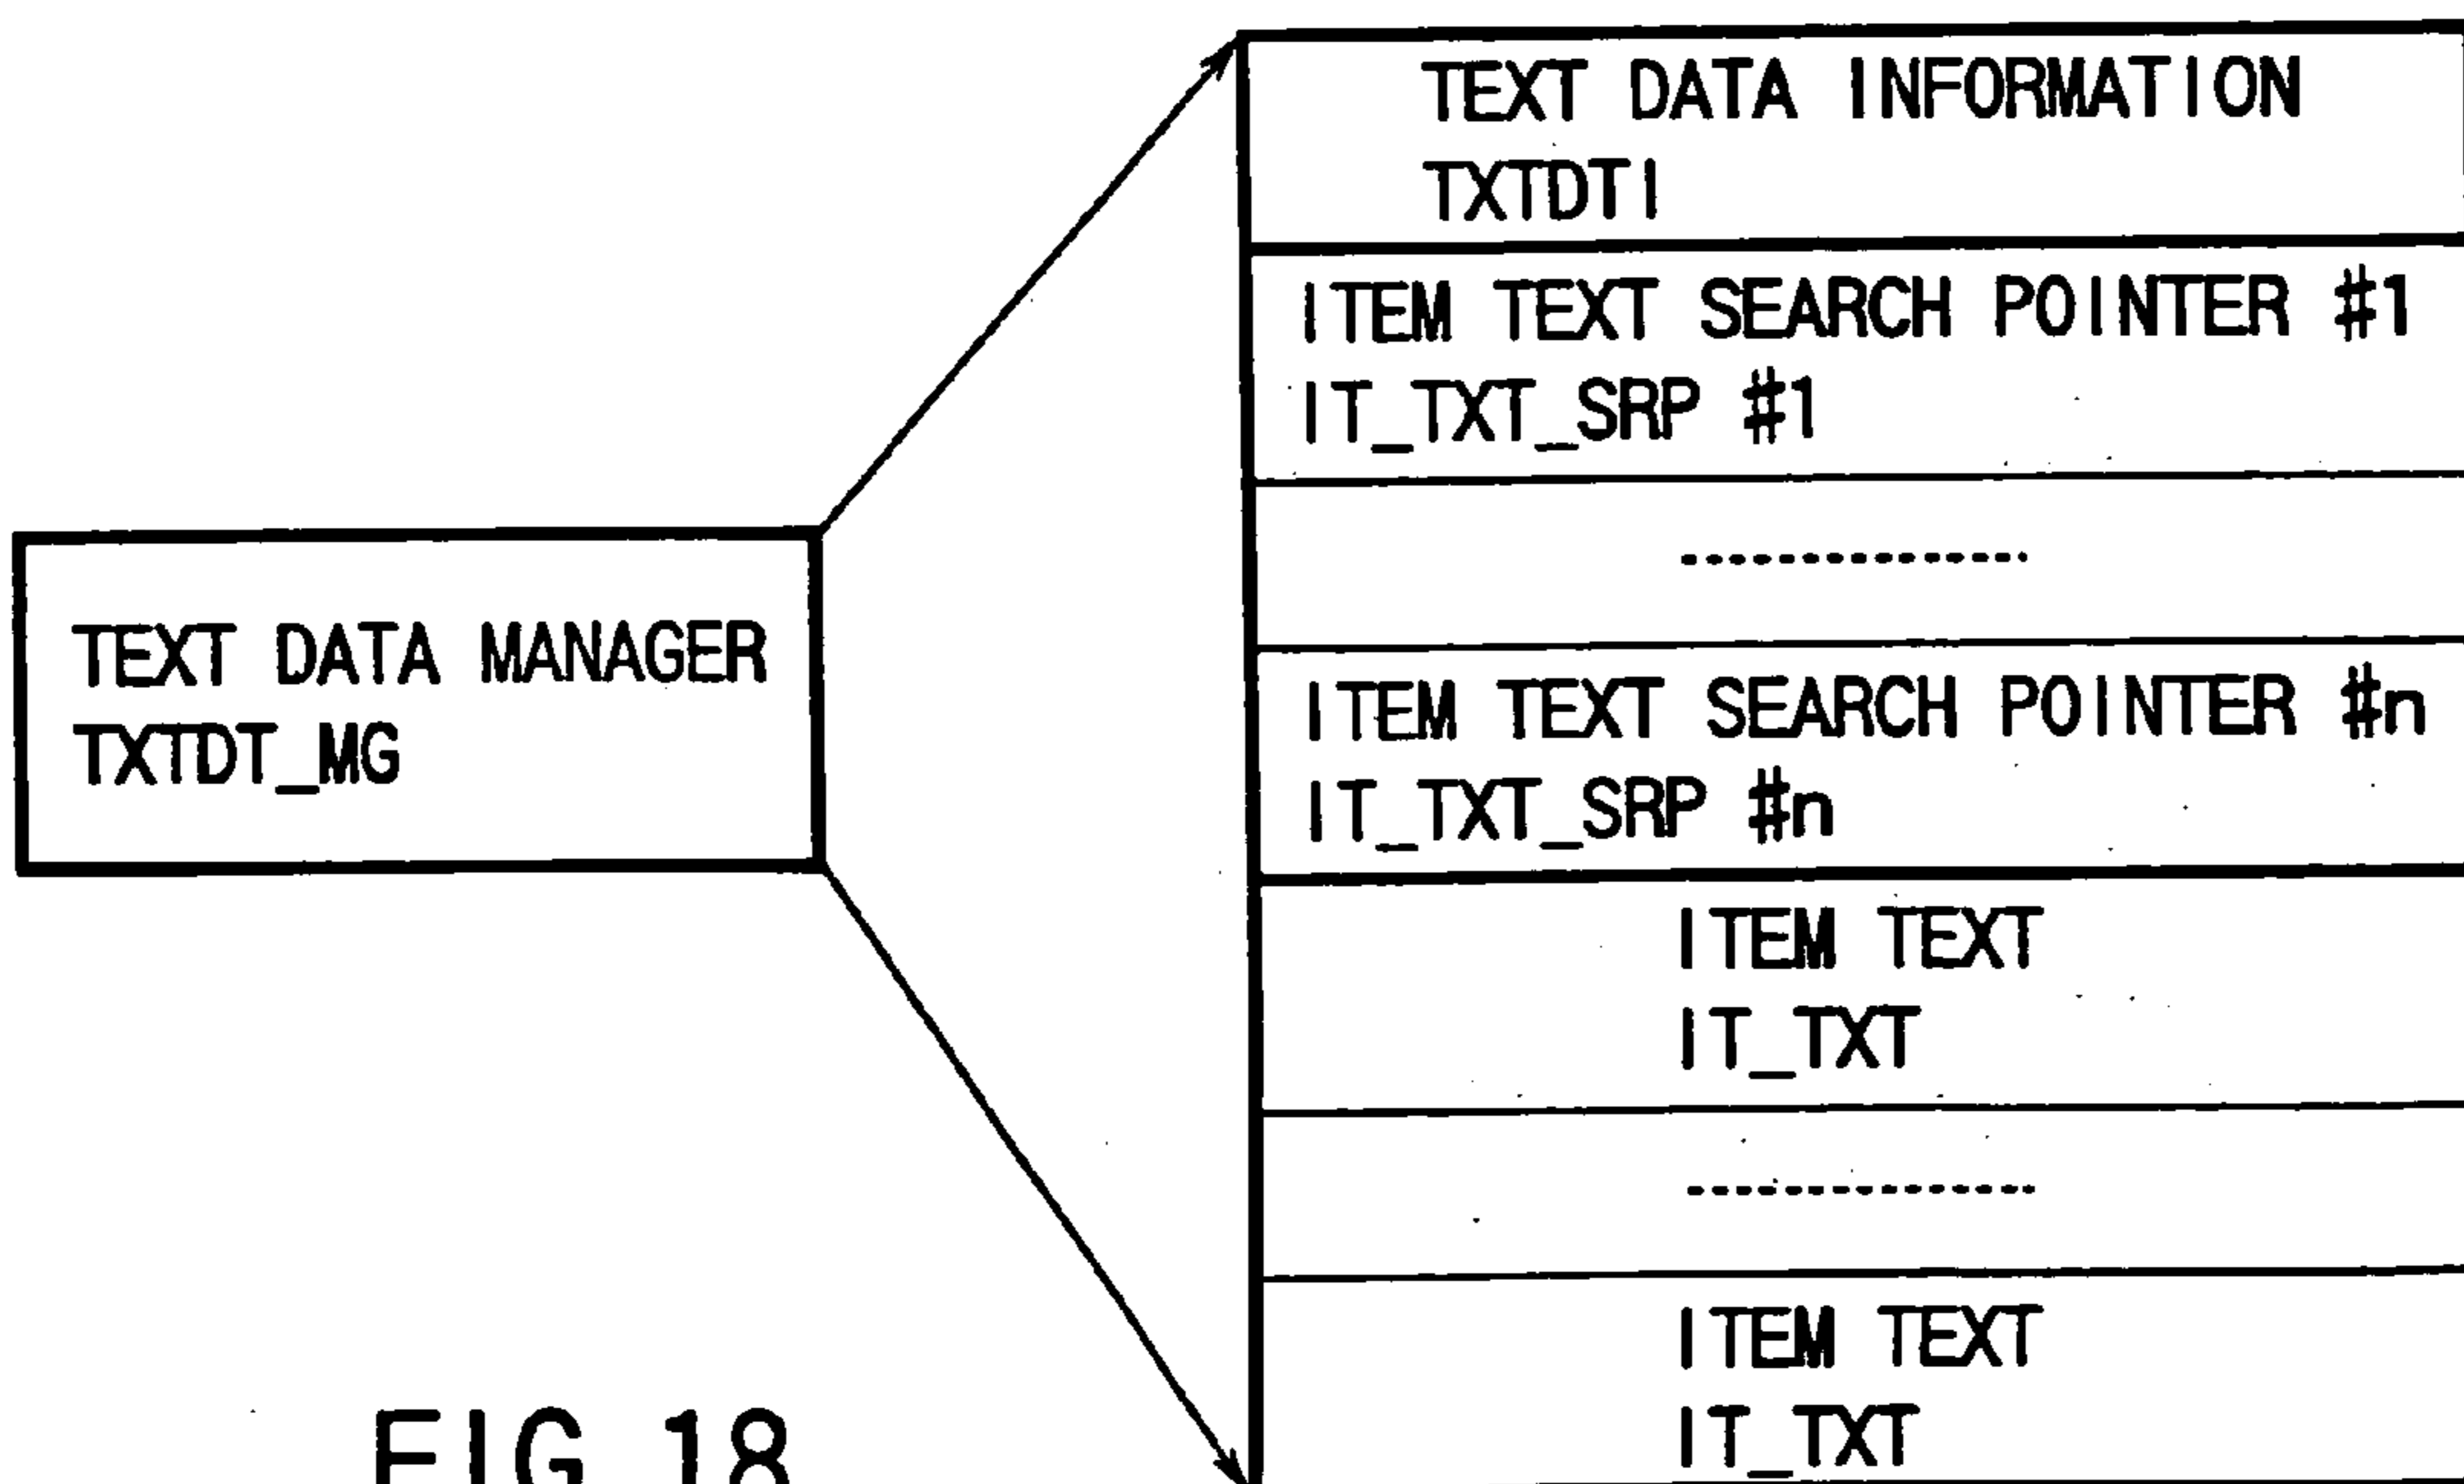 TEXT DATA MANAGER
TXTDT_MG
TEXT DATA INFORMATION
TXTDTI
ITEM TEXT SEARCH POINTER #1
IT_TXT_SRP #1
ITEM TEXT SEARCH POINTER #n
IT_TXT_SRP #n
ITEM TEXT
IT_TXT
ITEM TEXT
IT_TXT
FIG. 18